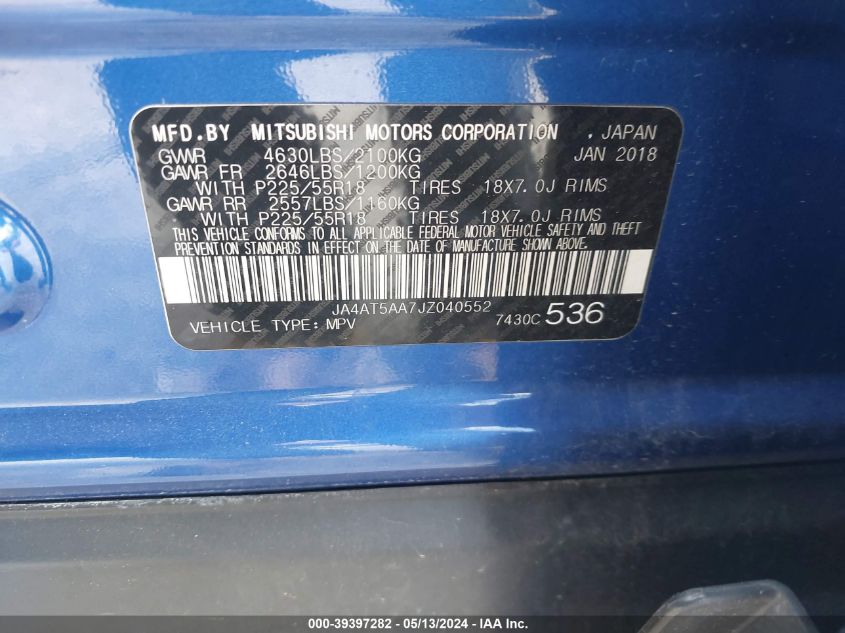 MFD.BY MITSUBISHI MOTORS CORPORATION , JAPAN
GVWR 4630LBS/2100KG JAN 2018
GAWR FR 2646LBS/1200KG
WITH P225/55R18 TIRES 18X7.0J RIMS
GAWR RR 2557LBS/1160KG
WITH P225/55R18 TIRES 18X7.0J RIMS
THIS VEHICLE CONFORMS TO ALL APPLICABLE FEDERAL MOTOR VEHICLE SAFETY AND THEFT
PREVENTION STANDARDS IN EFFECT ON THE DATE OF MANUFACTURE SHOWN ABOVE.
JA4AT5AA7JZ040552
VEHICLE TYPE: MPV 7430C 536
000-39397282 - 05/13/2024 - IHS-SOLD.COM.